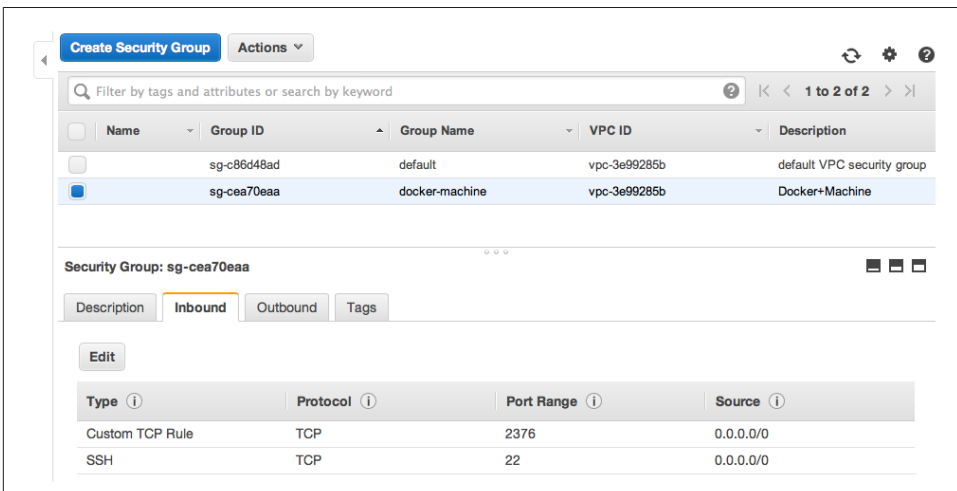 Create Security Group Actions
Filter by tags and attributes or search by keyword 1 to 2 of 2
Name Group ID Group Name VPC ID Description
sg-c86d48ad default vpc-3e99285b default VPC security group
sg-cea70eaa docker-machine vpc-3e99285b Docker+Machine
Security Group: sg-cea70eaa
Description Inbound Outbound Tags
Edit
Type Protocol Port Range Source
Custom TCP Rule TCP 2376 0.0.0.0/0
SSH TCP 22 0.0.0.0/0